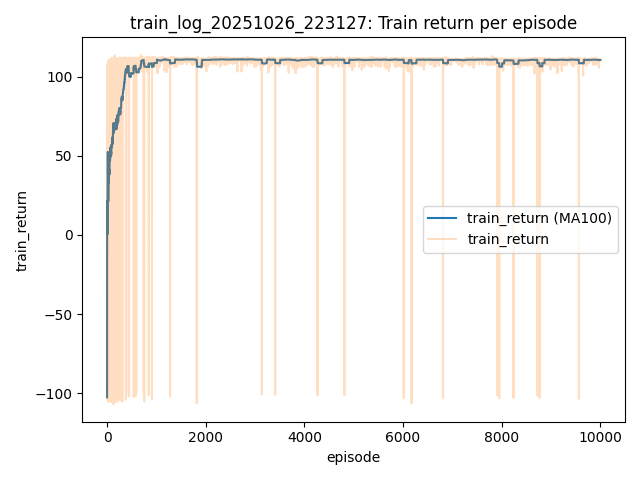 train_log_20251026_223127: Train return per episode
train_return
100
50
0
−50
−100
train_return (MA100)
train_return
0
2000
4000
6000
8000
10000
episode